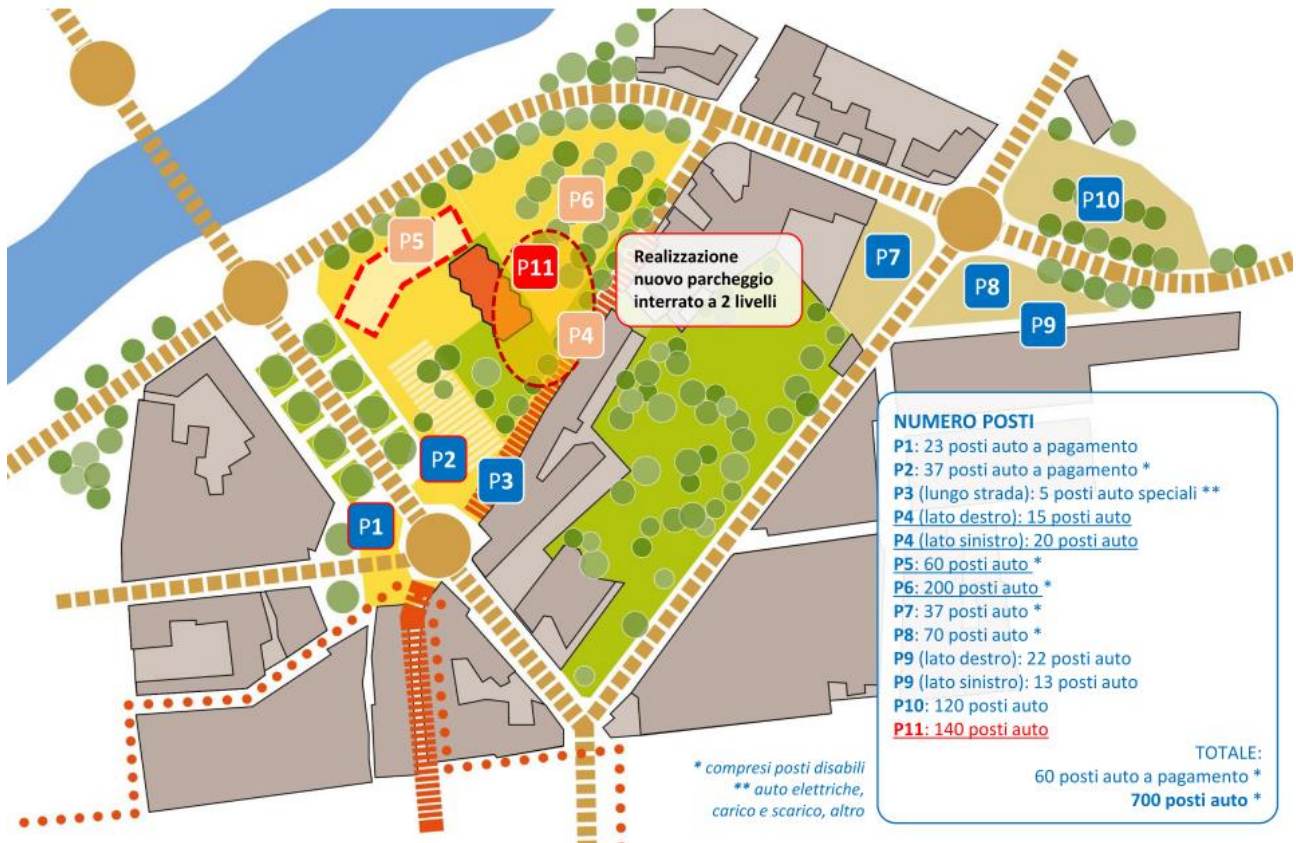 P6
P5
P10
P11
Realizzazione
nuovo parcheggio
interrato a 2 livelli
P7
P8
P9
P4
P2
P3
P1
NUMERO POSTI
P1: 23 posti auto a pagamento
P2: 37 posti auto a pagamento *
P3 (lungo strada): 5 posti auto speciali **
P4 (lato destro): 15 posti auto
P4 (lato sinistro): 20 posti auto
P5: 60 posti auto *
P6: 200 posti auto *
P7: 37 posti auto *
P8: 70 posti auto *
P9 (lato destro): 22 posti auto
P9 (lato sinistro): 13 posti auto
P10: 120 posti auto
P11: 140 posti auto
TOTALE:
60 posti auto a pagamento *
700 posti auto *
* compresi posti disabili
** auto elettriche,
carico e scarico, altro